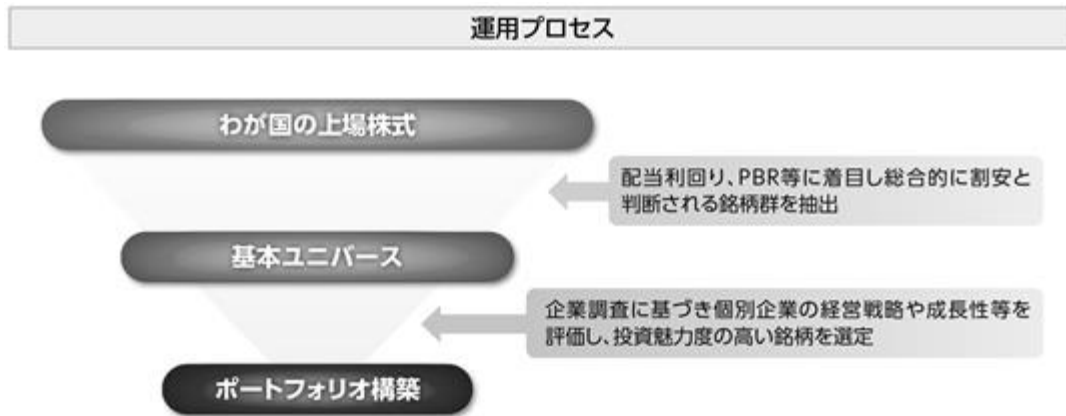 運用プロセス
わが国の上場株式
配当利回り、PBR等に着目し総合的に割安と
判断される銘柄群を抽出
基本ユニバース
企業調査に基づき個別企業の経営戦略や成長性等を
評価し、投資魅力度の高い銘柄を選定
ポートフォリオ構築